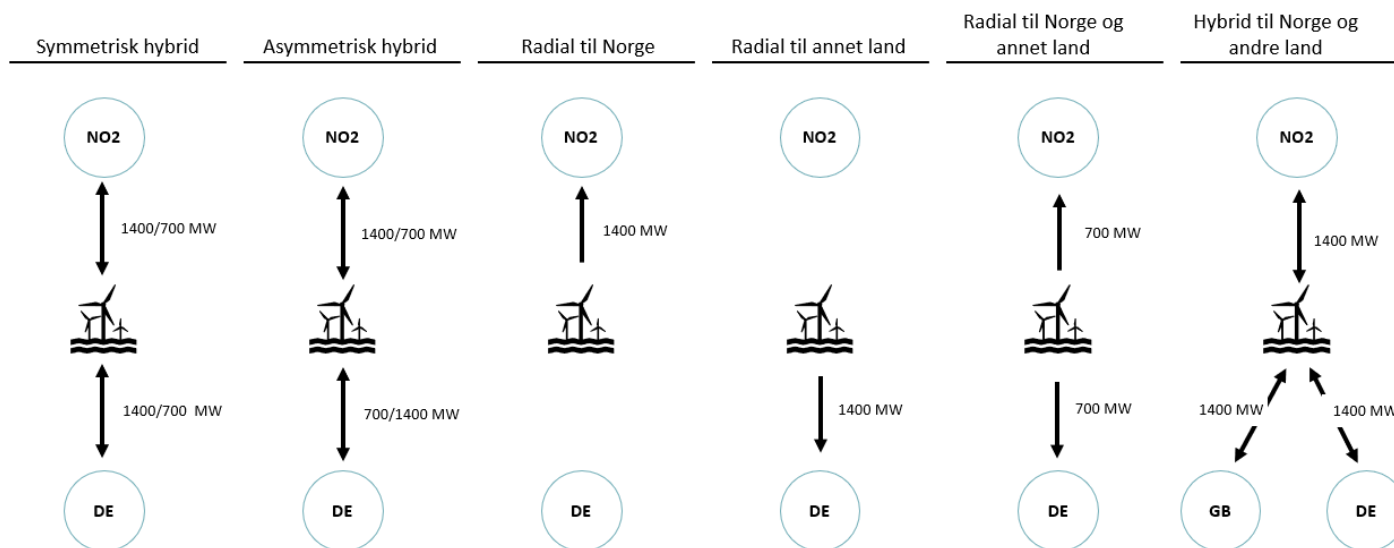 Symmetrisk hybrid
Asymmetrisk hybrid
Radial til Norge
Radial til annet land
Radial til Norge og
annet land
Hybrid til Norge og
andre land
NO2
NO2
NO2
NO2
NO2
NO2
1400/700 MW
1400/700 MW
1400 MW
700 MW
1400 MW
1400/700 MW
700/1400 MW
1400 MW
700 MW
1400 MW
1400 MW
DE
DE
DE
DE
DE
GB
DE